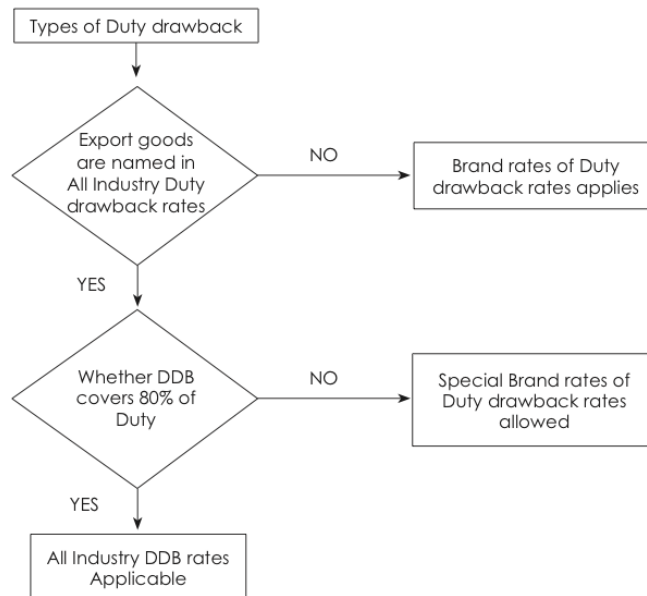 Types of Duty drawback
Export goods
are named in
All Industry Duty
drawback rates
NO
Brand rates of Duty
drawback rates applies
YES
Whether DDB
covers 80% of
Duty
NO
Special Brand rates of
Duty drawback rates
allowed
YES
All Industry DDB rates
Applicable